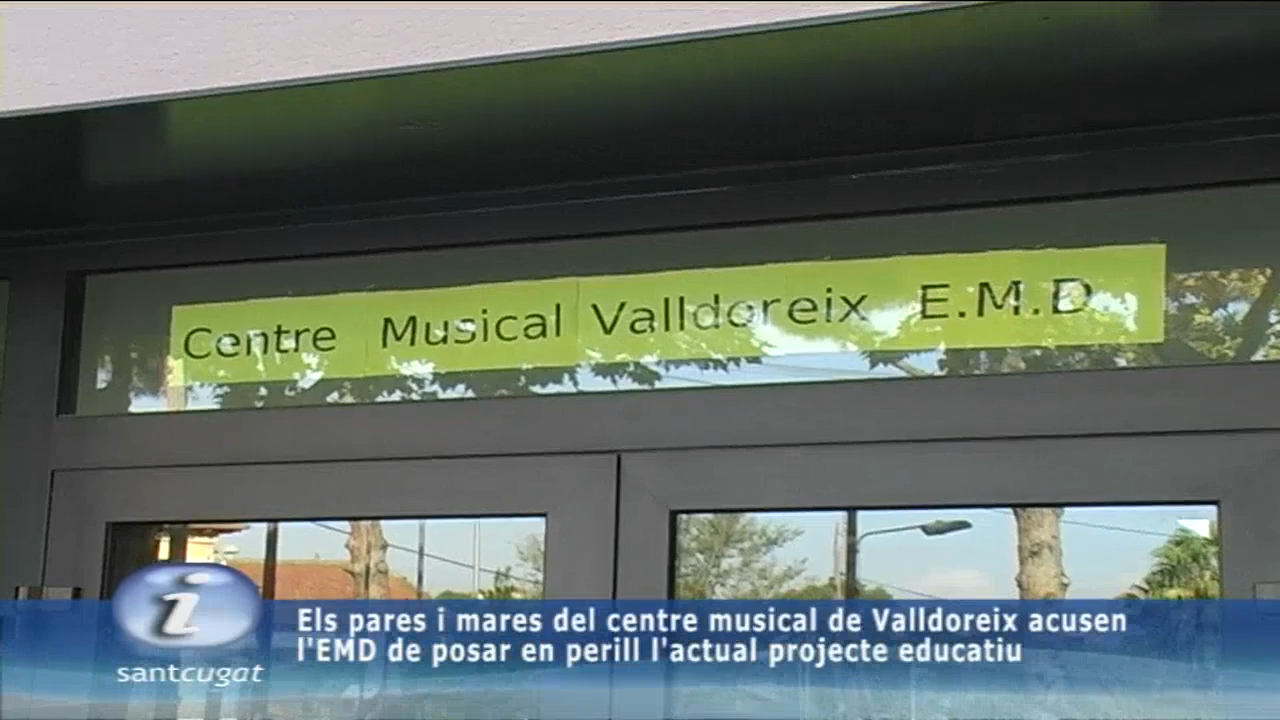 Centre Musical Valldoreix E.M.D
i
Els pares i mares del centre musical de Valldoreix acusen
l'EMD de posar en perill l'actual projecte educatiu
santcugat